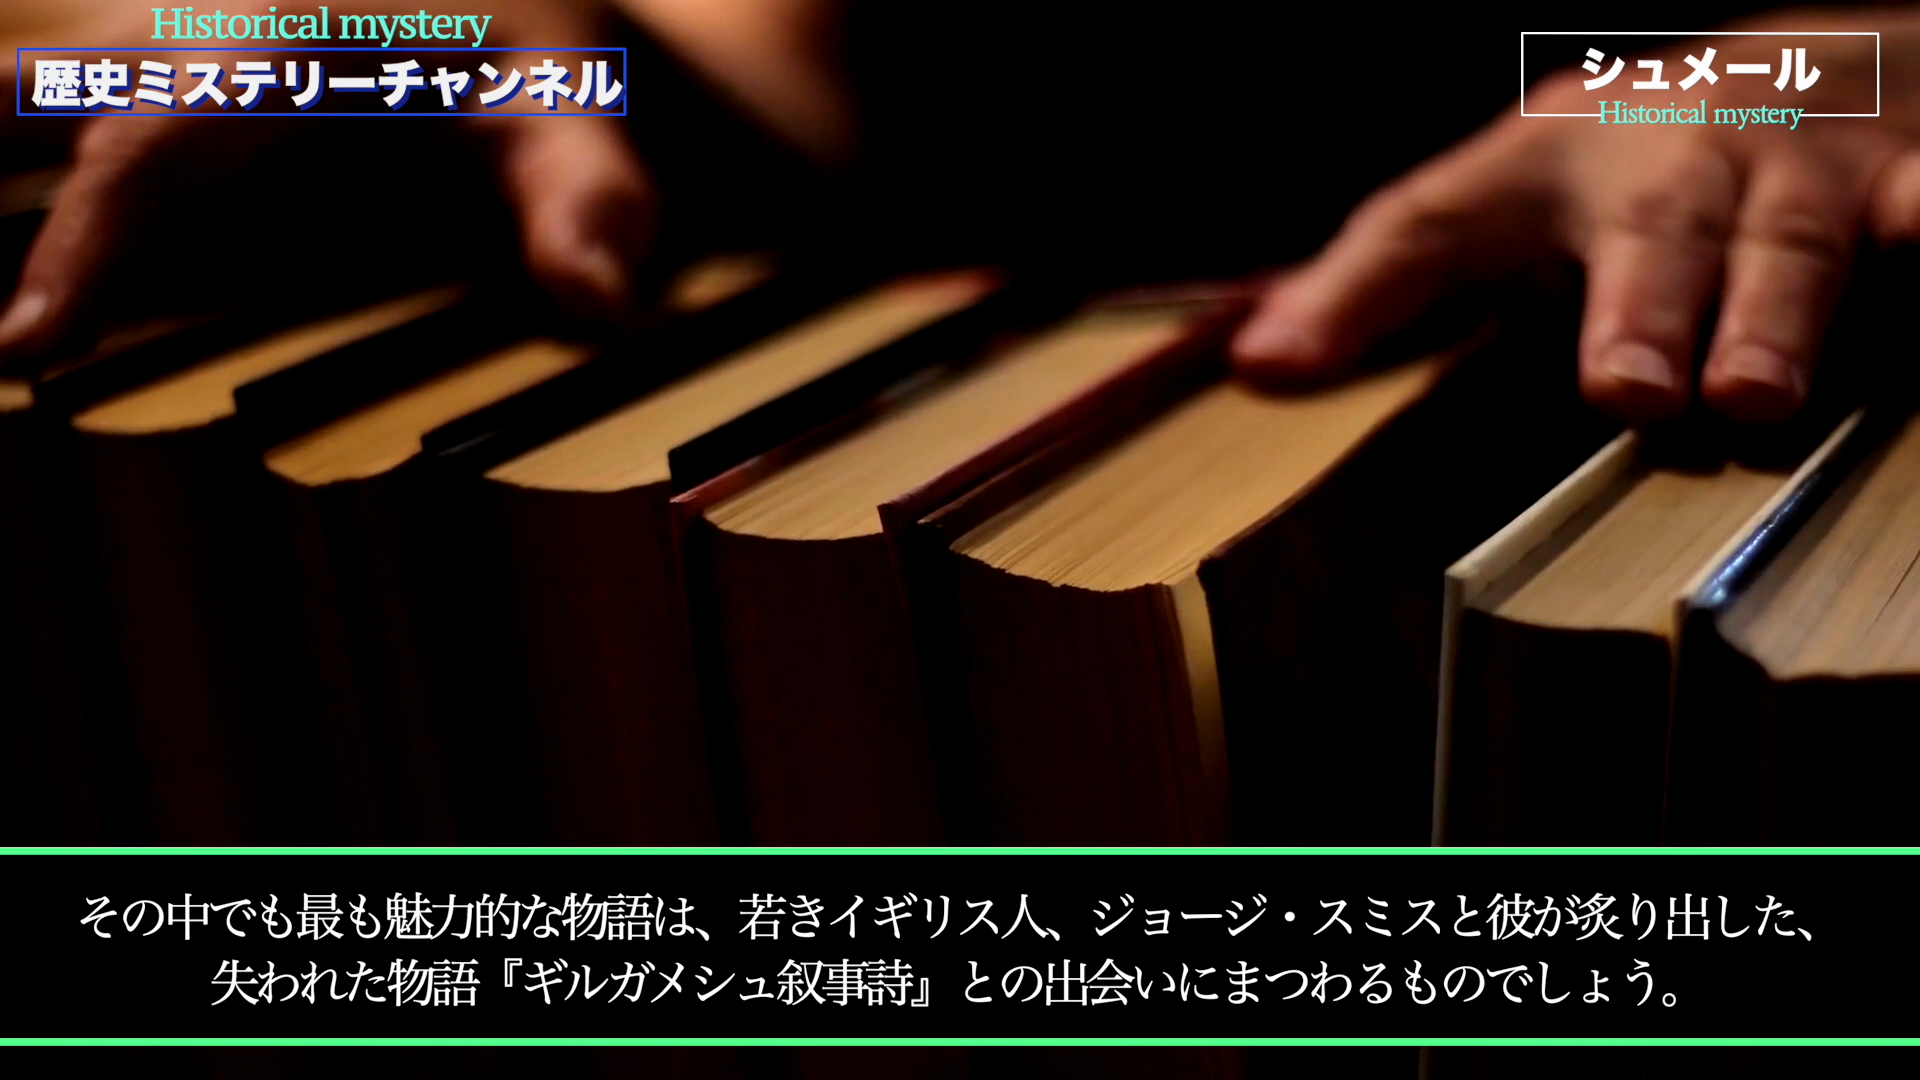 Historical mystery
歴史ミステリーチャンネル
シュメール
Historical mystery
その中でも最も魅力的な物語は、若きイギリス人、ジョージ・スミスと彼が炙り出した、
失われた物語『ギルガメシュ叙事詩』との出会いにまつわるものでしょう。